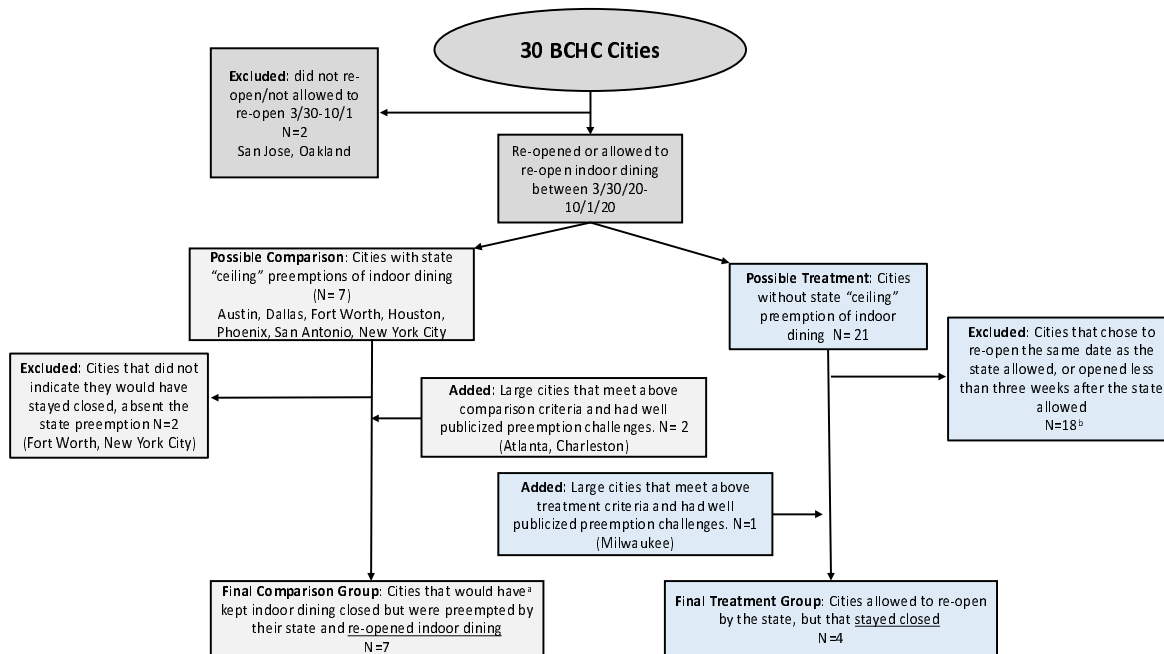 30 BCHC Cities
Excluded: did not re-
open/not allowed to
re-open 3/30-10/1
N=2
San Jose, Oakland
Re-opened or allowed to
re-open indoor dining
between 3/30/20-
10/1/20
Possible Comparison: Cities with state
“ceiling” preemptions of indoor dining
(N= 7)
Austin, Dallas, Fort Worth, Houston,
Phoenix, San Antonio, New York City
Possible Treatment: Cities
without state “ceiling”
preemption of indoor
dining N= 21
Excluded: Cities that chose to
re-open the same date as the
state allowed, or opened less
than three weeks after the state
allowed
N=18ᵇ
Excluded: Cities that did not
indicate they would have
stayed closed, absent the
state preemption N=2
(Fort Worth, New York City)
Added: Large cities that meet above
comparison criteria and had well
publicized preemption challenges. N= 2
(Atlanta, Charleston)
Added: Large cities that meet above
treatment criteria and had well
publicized preemption challenges. N=1
(Milwaukee)
Final Comparison Group: Cities that would haveᵃ
kept indoor dining closed but were preempted by
their state and re-opened indoor dining
N=7
Final Treatment Group: Cities allowed to re-open
by the state, but that stayed closed
N=4